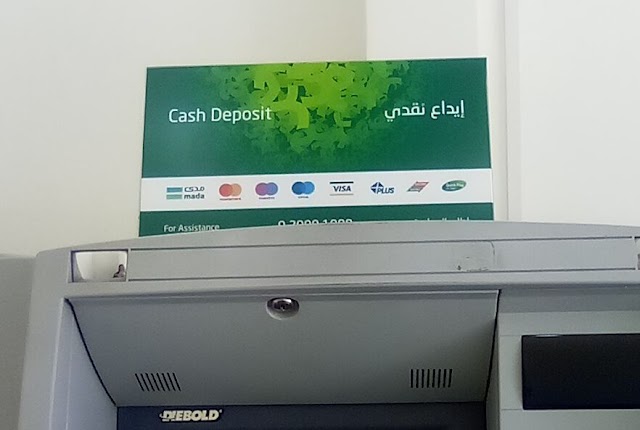 Cash Deposit
إيداع نقدي
مدى
mada
VISA
PLUS
For Assistance
DIEBOLD